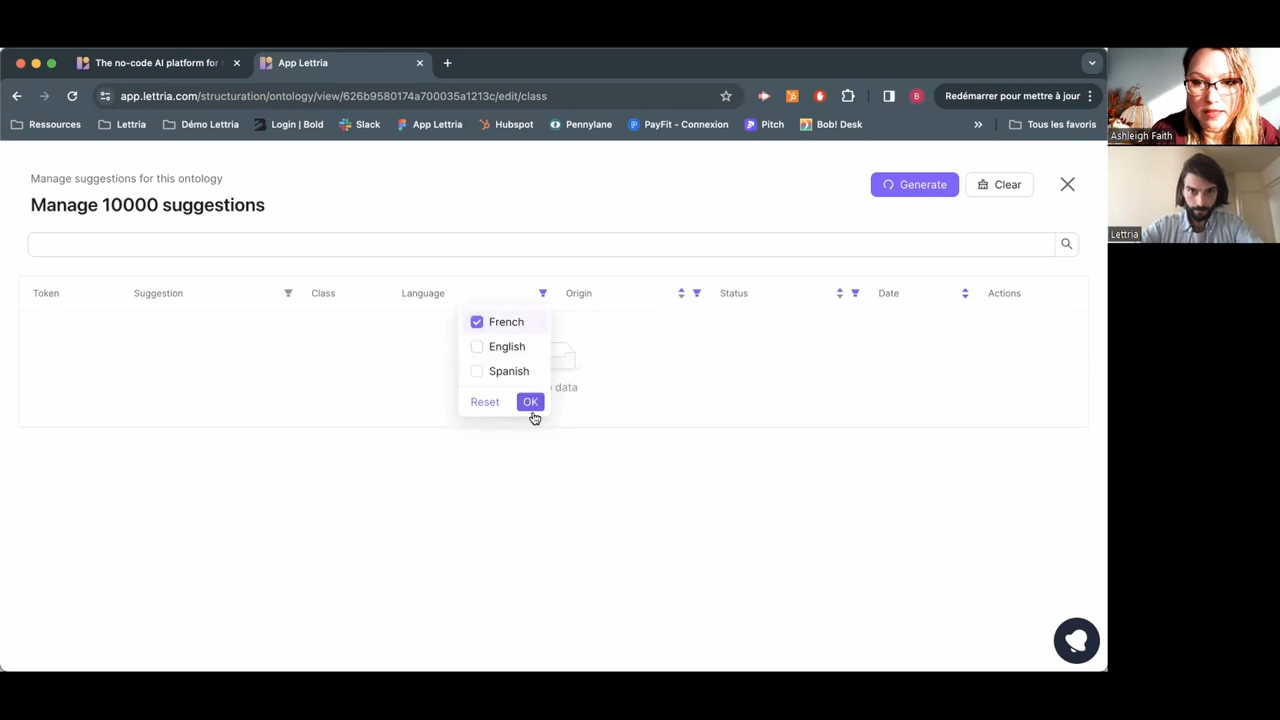 The no-code AI platform for
App Lettria
app.lettria.com/structuration/ontology/view/626b9580174a700035a1213c/edit/class
Redémarrer pour mettre à jour
Ressources
Lettria
Démo Lettria
Login | Bold
Slack
App Lettria
Hubspot
Pennylane
PayFit - Connexion
Pitch
Bob! Desk
Tous les favoris
Ashleigh Faith
Lettria
Manage suggestions for this ontology
Manage 10000 suggestions
Generate
Clear
Token Suggestion Class Language Origin Status Date Actions
French
English
Spanish
data
Reset OK